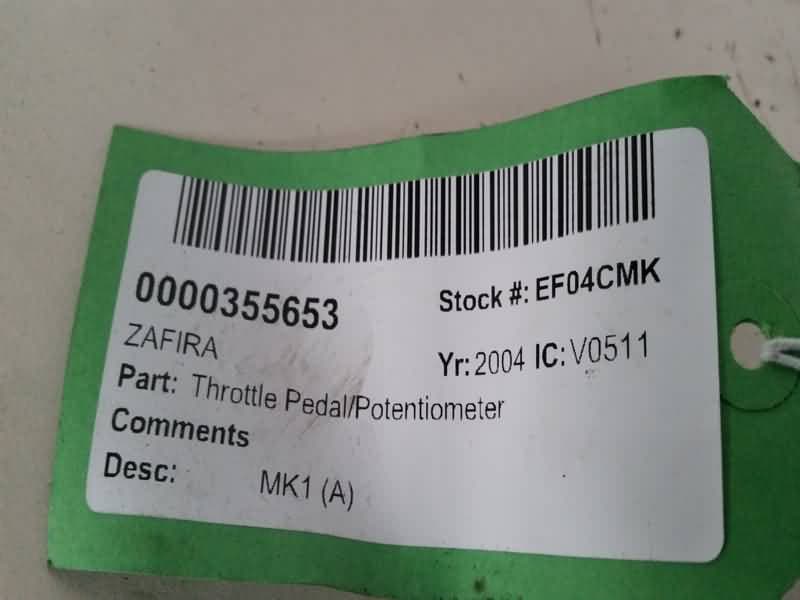 0000355653
Stock #: EF04CMK
ZAFIRA
Yr: 2004 IC: V0511
Part: Throttle Pedal/Potentiometer
Comments
Desc: MK1 (A)